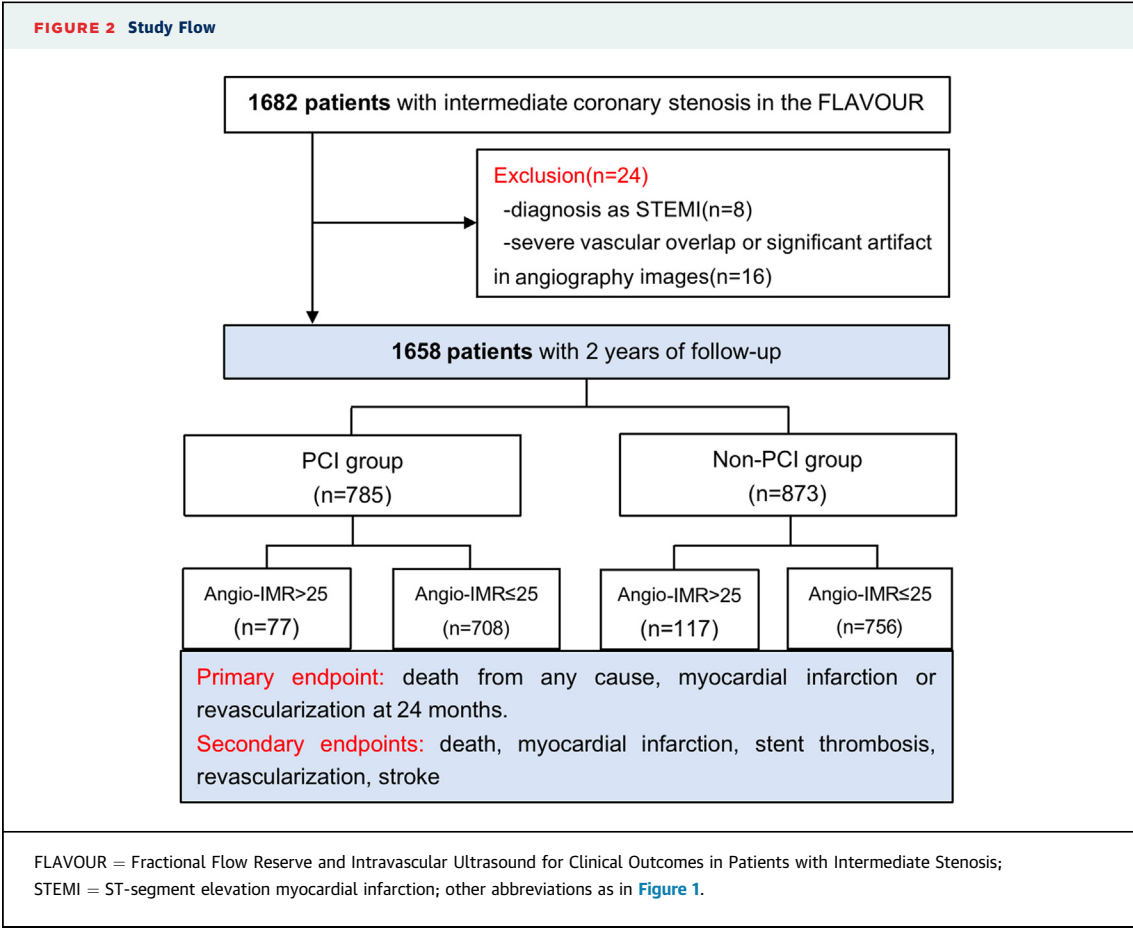 FIGURE 2 Study Flow
1682 patients with intermediate coronary stenosis in the FLAVOUR
Exclusion(n=24)
-diagnosis as STEMI(n=8)
-severe vascular overlap or significant artifact
in angiography images(n=16)
1658 patients with 2 years of follow-up
PCI group
(n=785)
Non-PCI group
(n=873)
Angio-IMR>25
(n=77)
Angio-IMR≤25
(n=708)
Angio-IMR>25
(n=117)
Angio-IMR≤25
(n=756)
Primary endpoint: death from any cause, myocardial infarction or
revascularization at 24 months.
Secondary endpoints: death, myocardial infarction, stent thrombosis,
revascularization, stroke
FLAVOUR = Fractional Flow Reserve and Intravascular Ultrasound for Clinical Outcomes in Patients with Intermediate Stenosis;
STEMI = ST-segment elevation myocardial infarction; other abbreviations as in Figure 1.